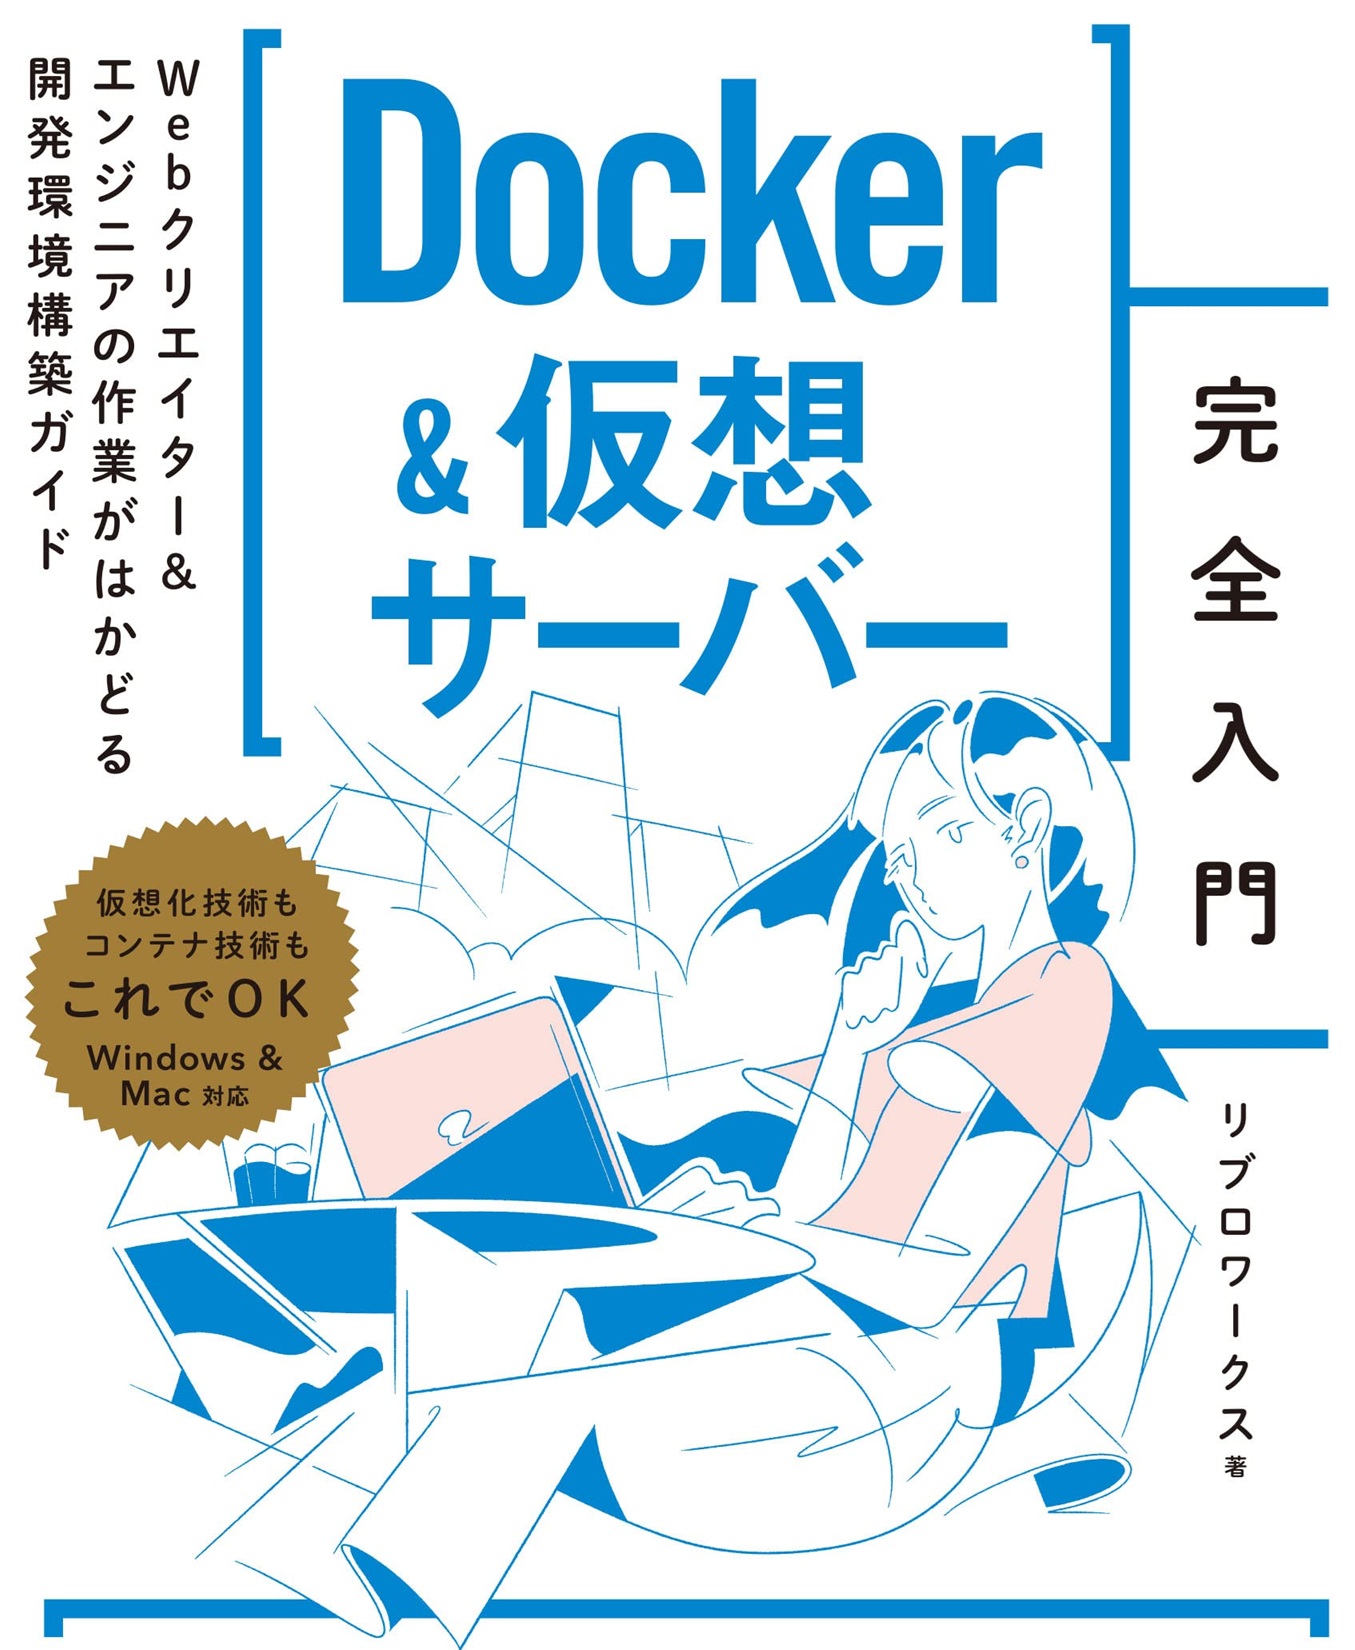 Webクリエイター&
エンジニアの作業がはかどる
開発環境構築ガイド
Docker
&仮想
サーバー
完全入門
仮想化技術も
コンテナ技術も
これでOK
Windows &
Mac 対応
リブロワークス 著